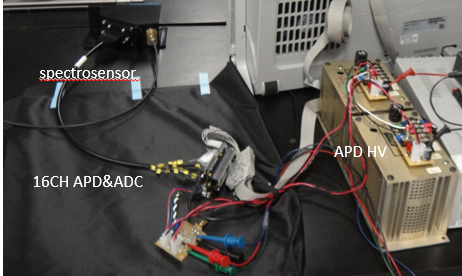 spectrosensor
APD HV
16CH APD&ADC